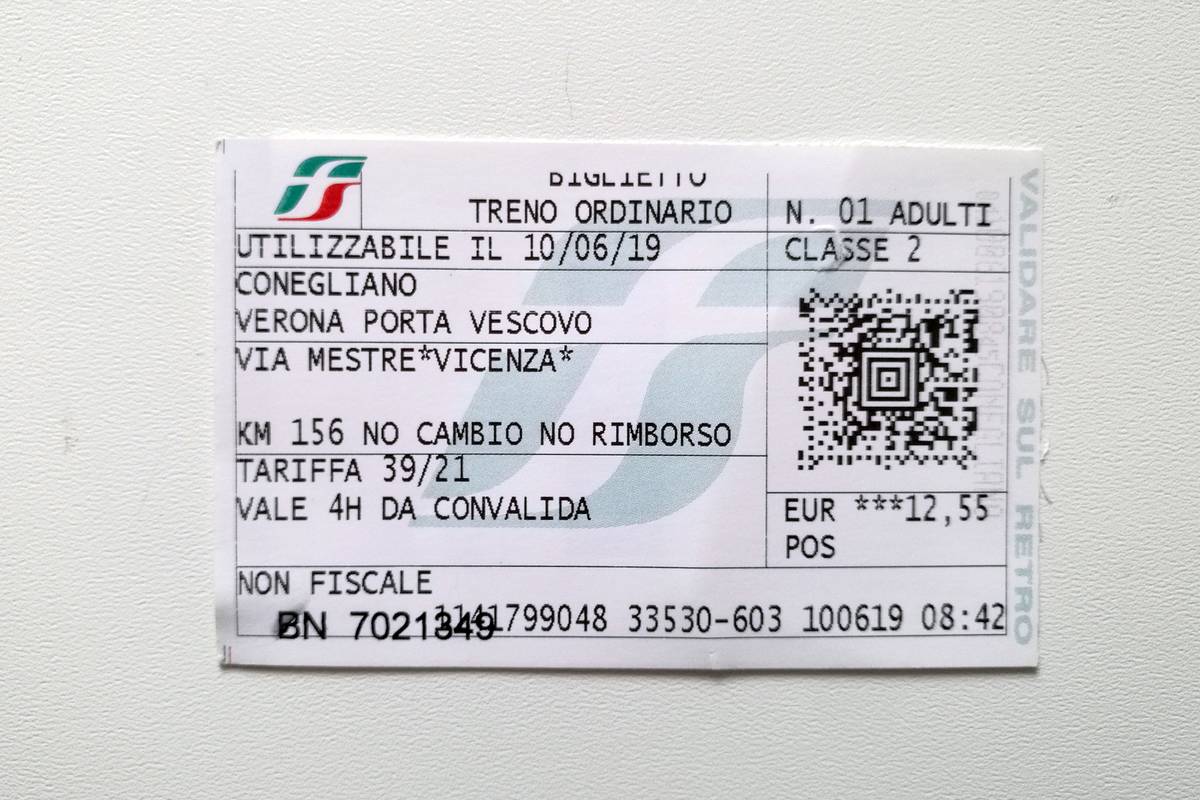 BIGLIETTO
TRENO ORDINARIO
N. 01 ADULTI
UTILIZZABILE IL 10/06/19
CLASSE 2
CONEGLIANO
VERONA PORTA VESCOVO
VIA MESTRE*VICENZA*
KM 156 NO CAMBIO NO RIMBORSO
TARIFFA 39/21
VALE 4H DA CONVALIDA
EUR ***12,55
POS
NON FISCALE
BN 7021349
1141799048 33530-603 100619 08:42
VALIDARE SUL RETRO